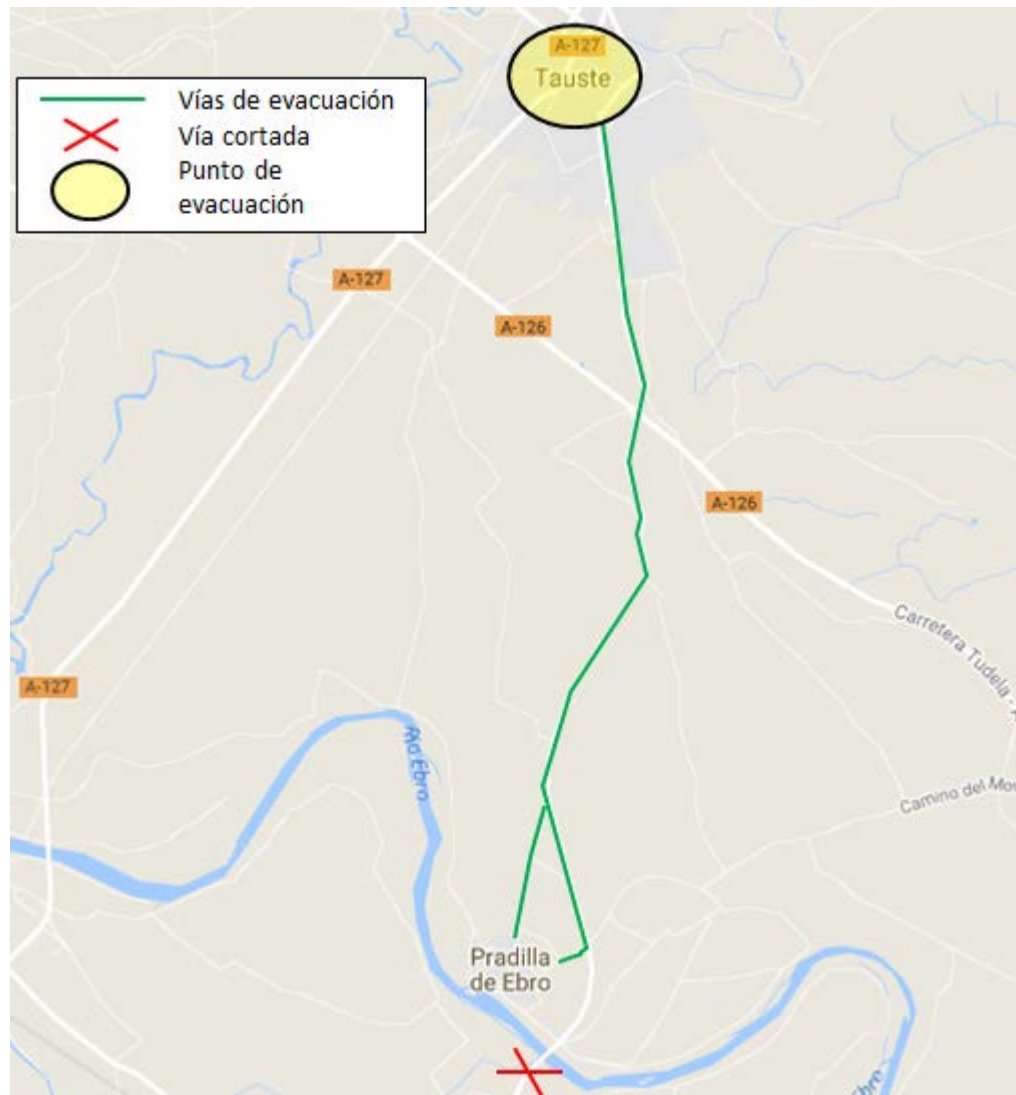 A-127
Tauste
Vías de evacuación
Vía cortada
Punto de
evacuación
A-127
A-126
A-126
Carretera Tudela - A
A-127
Río Ebro
Camino del Mo
Pradilla
de Ebro
Ebro